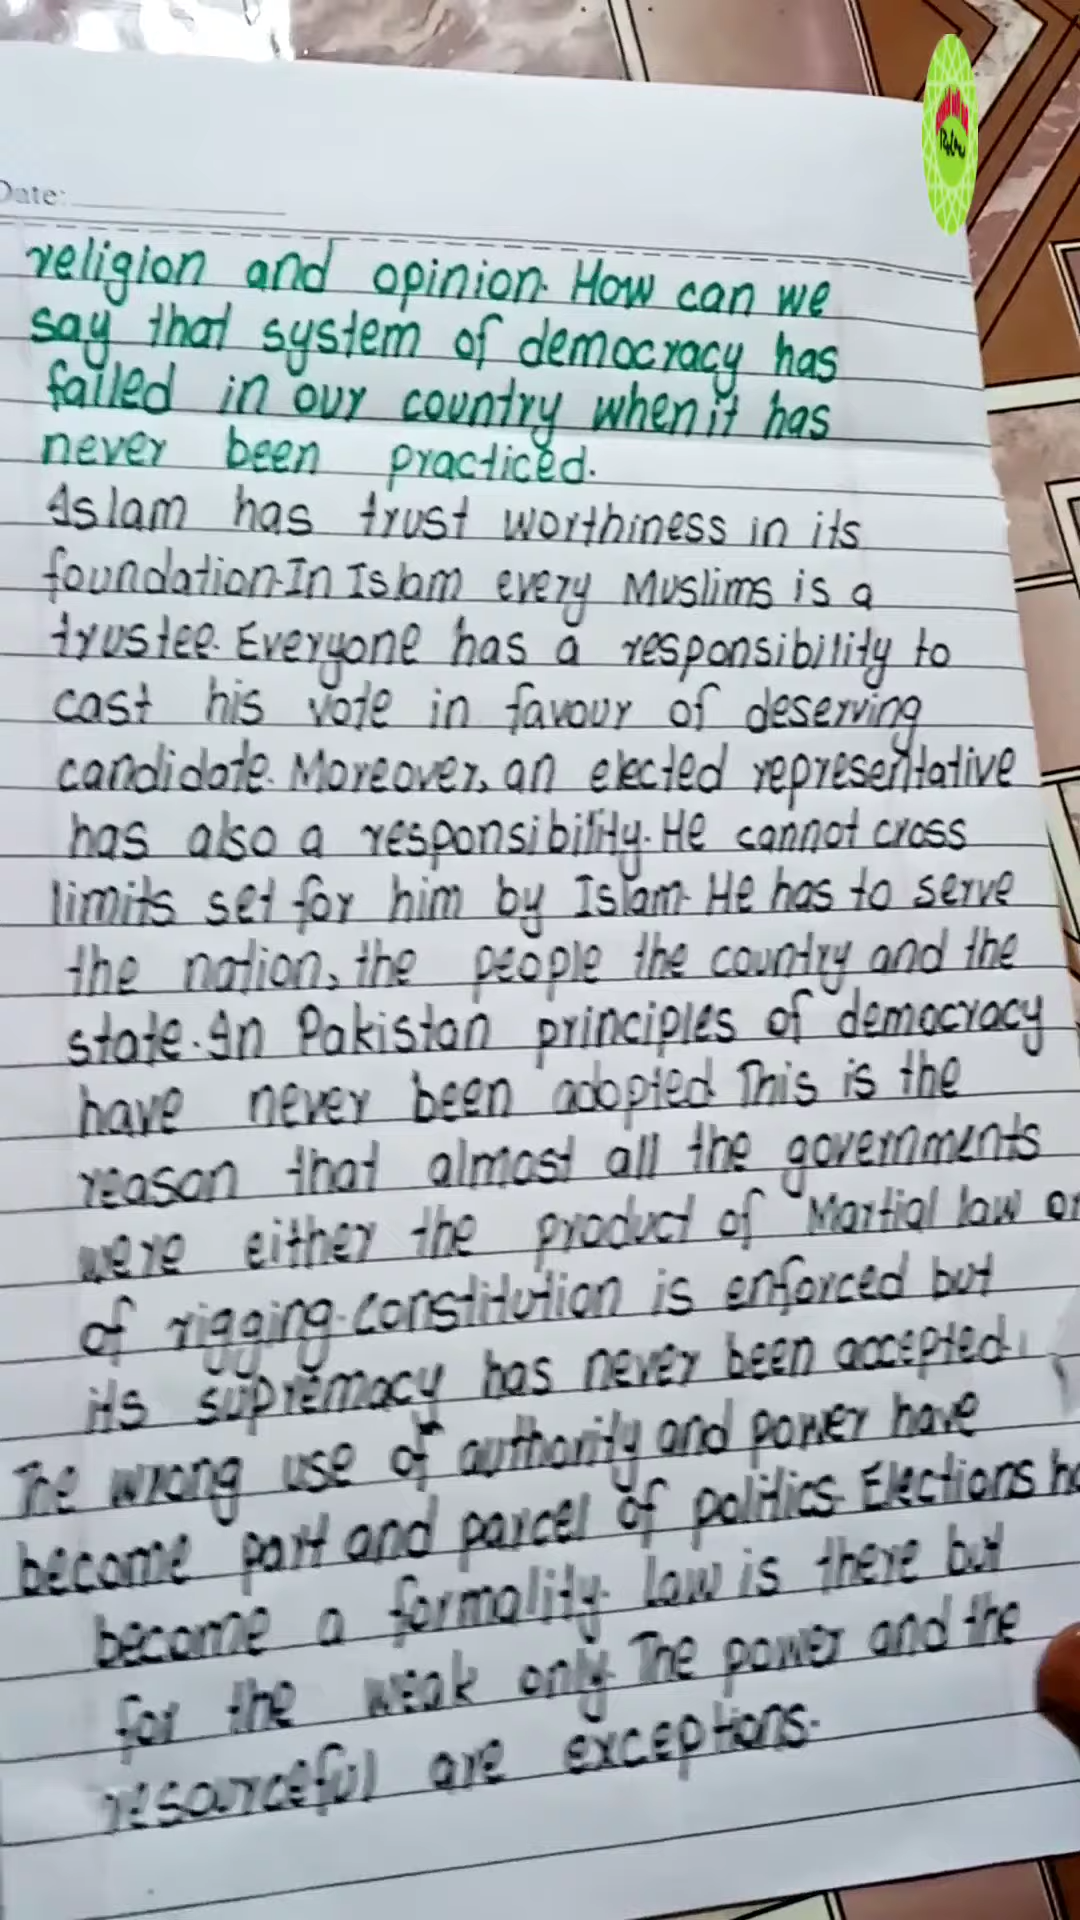 Date:
religion and opinion. How can we
say that system of democracy has
failed in our country when it has
never been practiced.
Islam has trust worthiness in its
foundation. In Islam every Muslims is a
trustee. Everyone has a responsibility to
cast his vote in favour of deserving
candidate. Moreover, an elected representative
has also a responsibility. He cannot cross
limits set for him by Islam. He has to serve
the nation, the people the country and the
state. In Pakistan principles of democracy
have never been adopted. This is the
reason that almost all the governments
were either the product of Martial law or
of rigging. constitution is enforced but
its supremacy has never been accepted.
The wrong use of authority and power have
become part and parcel of politics. Elections
become a formality. law is there but
for the weak only. The power and the
resourceful are exceptions.